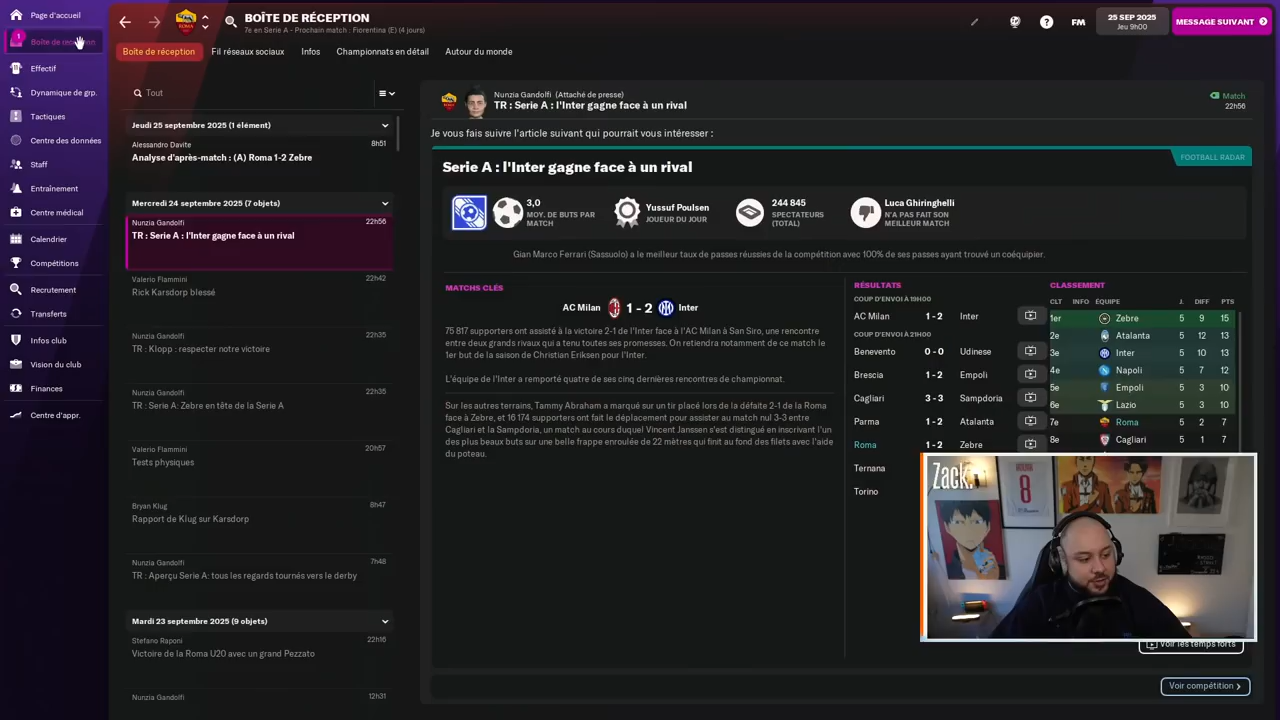 Page d'accueil
1
Effectif
Dynamique de grp.
Tactiques
Centre des données
Staff
Entraînement
Centre médical
Calendrier
Compétitions
Recrutement
Transferts
Infos club
Vision du club
Finances
Centre d'appr.
BOÎTE DE RÉCEPTION
7e en Serie A - Prochain match : Fiorentina (E) (4 jours)
FM
25 SEP 2025
Jeu 9h00
MESSAGE SUIVANT
Boîte de réception
Fil réseaux sociaux
Infos
Championnats en détail
Autour du monde
Tout
Jeudi 25 septembre 2025 (1 élément)
Alessandro Davite 8h51
Analyse d'après-match : (A) Roma 1-2 Zebre
Mercredi 24 septembre 2025 (7 objets)
Nunzia Gandolfi 22h56
TR : Serie A : l'Inter gagne face à un rival
Valerio Flammini 22h42
Rick Karsdorp blessé
Nunzia Gandolfi 22h35
TR : Klopp : respecter notre victoire
Nunzia Gandolfi 22h35
TR : Serie A: Zebre en tête de la Serie A
Valerio Flammini 20h57
Tests physiques
Bryan Klug 8h47
Rapport de Klug sur Karsdorp
Nunzia Gandolfi 7h48
TR : Aperçu Serie A: tous les regards tournés vers le derby
Mardi 23 septembre 2025 (9 objets)
Stefano Raponi 22h16
Victoire de la Roma U20 avec un grand Pezzato
Nunzia Gandolfi 12h31
Nunzia Gandolfi (Attaché de presse)
TR : Serie A : l'Inter gagne face à un rival
Match
22h56
Je vous fais suivre l'article suivant qui pourrait vous intéresser :
FOOTBALL RADAR
Serie A : l'Inter gagne face à un rival
3,0
MOY. DE BUTS PAR
MATCH
Yussuf Poulsen
JOUEUR DU JOUR
244 845
SPECTATEURS
(TOTAL)
Luca Ghiringhelli
N'A PAS FAIT SON
MEILLEUR MATCH
Gian Marco Ferrari (Sassuolo) a le meilleur taux de passes réussies de la compétition avec 100% de ses passes ayant trouvé un coéquipier.
MATCHS CLÉS
AC Milan 1 - 2 Inter
75 817 supporters ont assisté à la victoire 2-1 de l'Inter face à l'AC Milan à San Siro, une rencontre
entre deux grands rivaux qui a tenu toutes ses promesses. On retiendra notamment de ce match le
1er but de la saison de Christian Eriksen pour l'Inter.
L'équipe de l'Inter a remporté quatre de ses cinq dernières rencontres de championnat.
Sur les autres terrains, Tammy Abraham a marqué sur un tir placé lors de la défaite 2-1 de la Roma
face à Zebre, et 16 174 supporters ont fait le déplacement pour assister au match nul 3-3 entre
Cagliari et la Sampdoria, un match au cours duquel Vincent Janssen s'est distingué en inscrivant l'un
des plus beaux buts sur une belle frappe enroulée de 22 mètres qui finit au fond des filets avec l'aide
du poteau.
RÉSULTATS
COUP D'ENVOI À 19H00
AC Milan 1 - 2 Inter
COUP D'ENVOI À 21H00
Benevento 0 - 0 Udinese
Brescia 1 - 2 Empoli
Cagliari 3 - 3 Sampdoria
Parma 1 - 2 Atalanta
Roma 1 - 2 Zebre
Ternana
Torino
CLASSEMENT
CLT INFO ÉQUIPE J. DIFF PTS
1er Zebre 5 9 15
2e Atalanta 5 12 13
3e Inter 5 10 13
4e Napoli 5 7 12
5e Empoli 5 3 10
6e Lazio 5 3 10
7e Roma 5 2 7
8e Cagliari 5 1 7
Zack.
8
Voir les temps forts
Voir compétition